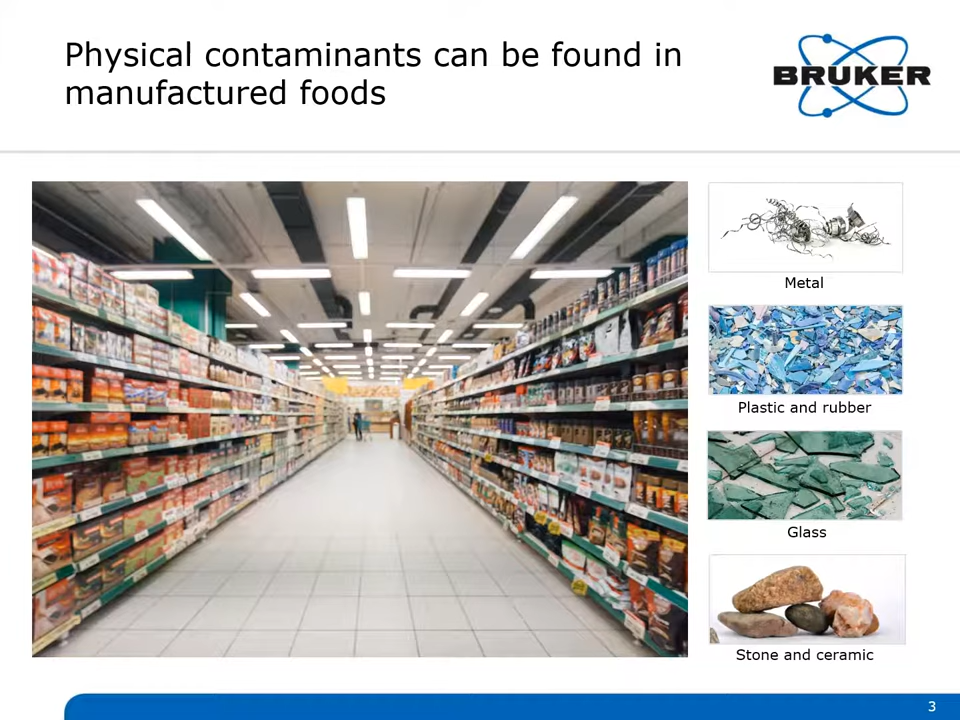 Physical contaminants can be found in
manufactured foods
BRUKER
Metal
Plastic and rubber
Glass
Stone and ceramic
3